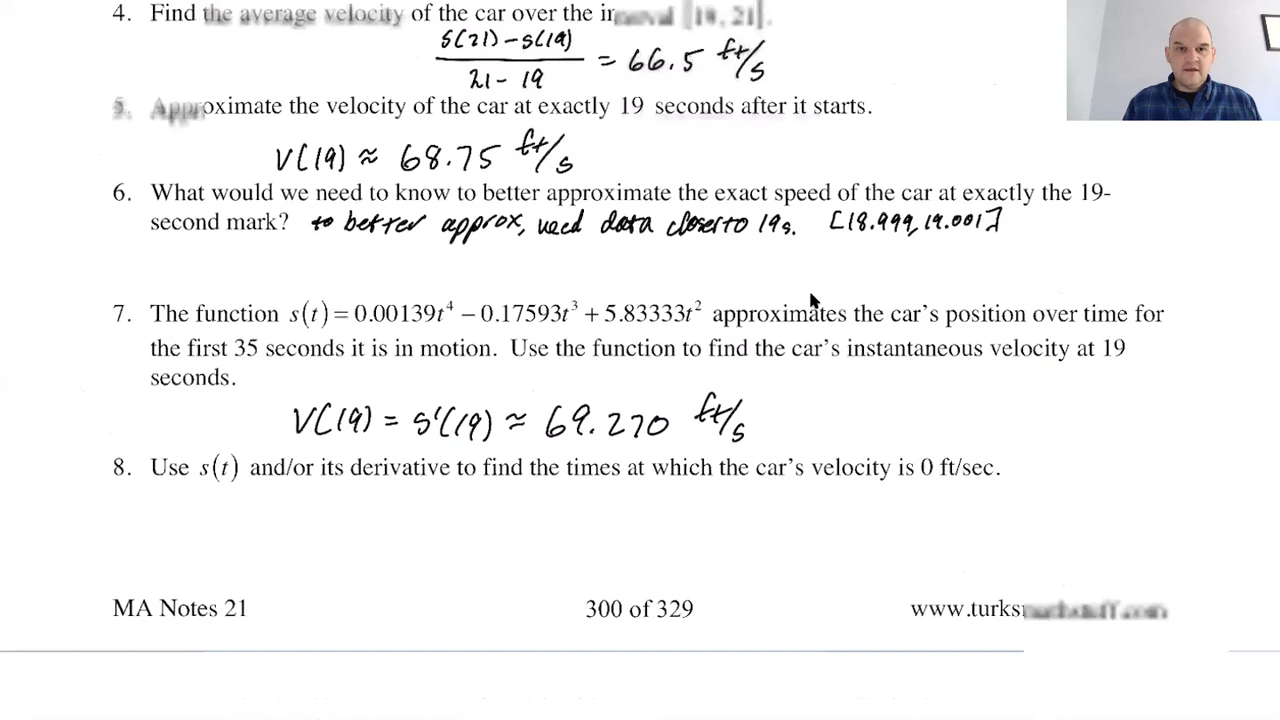 4. Find the average velocity of the car over the interval [19, 21].
s(21) - s(19)
21 - 19
= 66.5 ft/s
5. Approximate the velocity of the car at exactly 19 seconds after it starts.
v(19) ≈ 68.75 ft/s
6. What would we need to know to better approximate the exact speed of the car at exactly the 19-
second mark? to better approx, need data closer to 19s. [18.999, 19.001]
7. The function s(t) = 0.00139t⁴ − 0.17593t³ + 5.83333t² approximates the car's position over time for
the first 35 seconds it is in motion. Use the function to find the car's instantaneous velocity at 19
seconds.
v(19) = s'(19) ≈ 69.270 ft/s
8. Use s(t) and/or its derivative to find the times at which the car's velocity is 0 ft/sec.
MA Notes 21
300 of 329
www.turksmathstuff.com